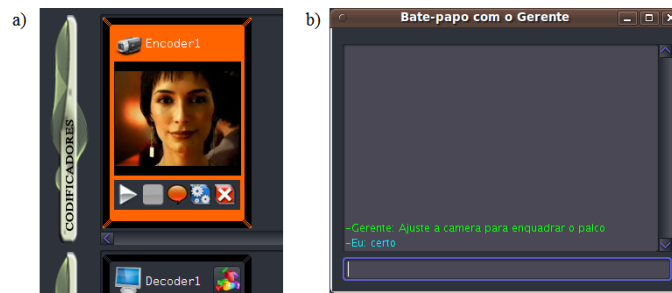 a)
CODIFICADORES
Encoder1
Decoder1
b)
Bate-papo com o Gerente
-Gerente: Ajuste a camera para enquadrar o palco
-Eu: certo